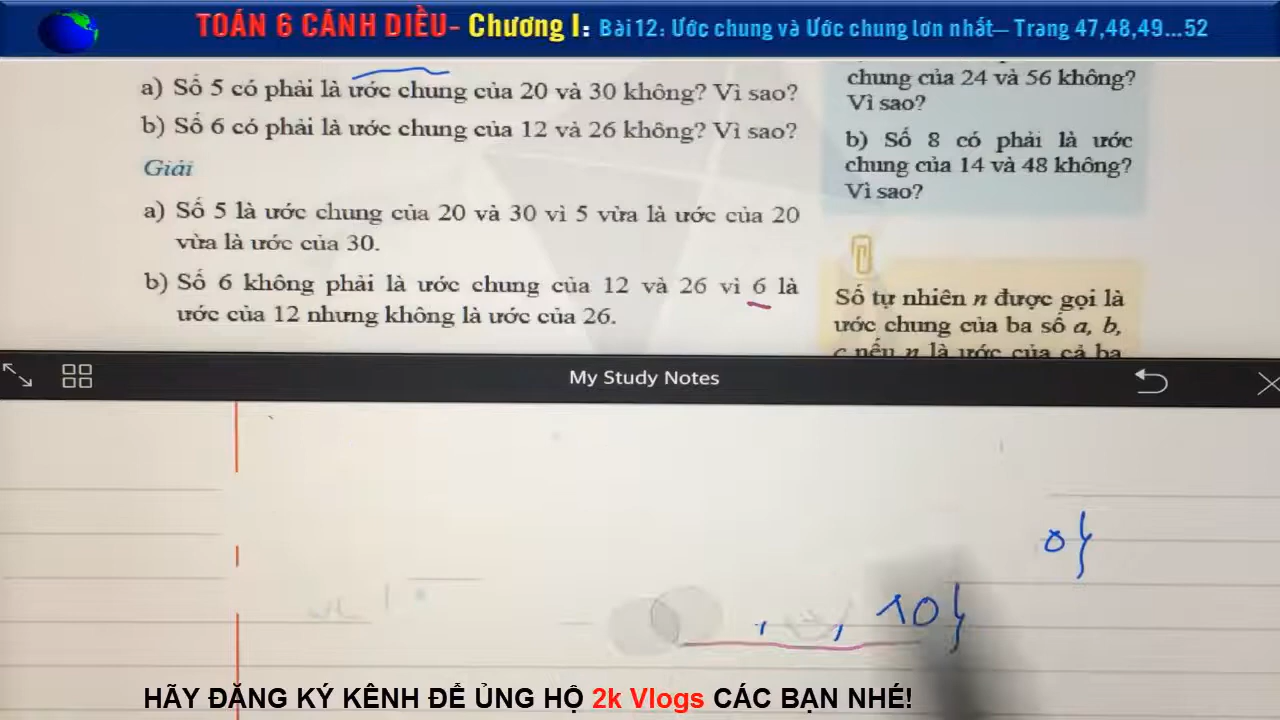 TOÁN 6 CÁNH DIỀU- Chương I: Bài 12: Ước chung và Ước chung lơn nhất– Trang 47,48,49...52
a) Số 5 có phải là ước chung của 20 và 30 không? Vì sao?
b) Số 6 có phải là ước chung của 12 và 26 không? Vì sao?
Giải
a) Số 5 là ước chung của 20 và 30 vì 5 vừa là ước của 20
vừa là ước của 30.
b) Số 6 không phải là ước chung của 12 và 26 vì 6 là
ước của 12 nhưng không là ước của 26.
chung của 24 và 56 không?
Vì sao?
b) Số 8 có phải là ước
chung của 14 và 48 không?
Vì sao?
Số tự nhiên n được gọi là
ước chung của ba số a, b,
c nếu n là ước của cả ba
My Study Notes
0}
, , 10}
HÃY ĐĂNG KÝ KÊNH ĐỂ ỦNG HỘ 2k Vlogs CÁC BẠN NHÉ!